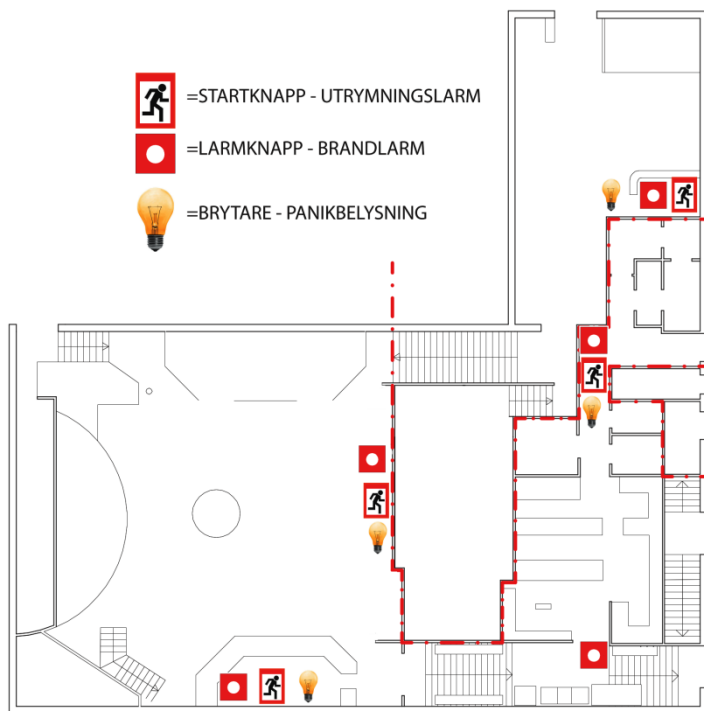 =STARTKNAPP - UTRYMNINGSLARM
=LARMKNAPP - BRANDLARM
=BRYTARE - PANIKBELYSNING